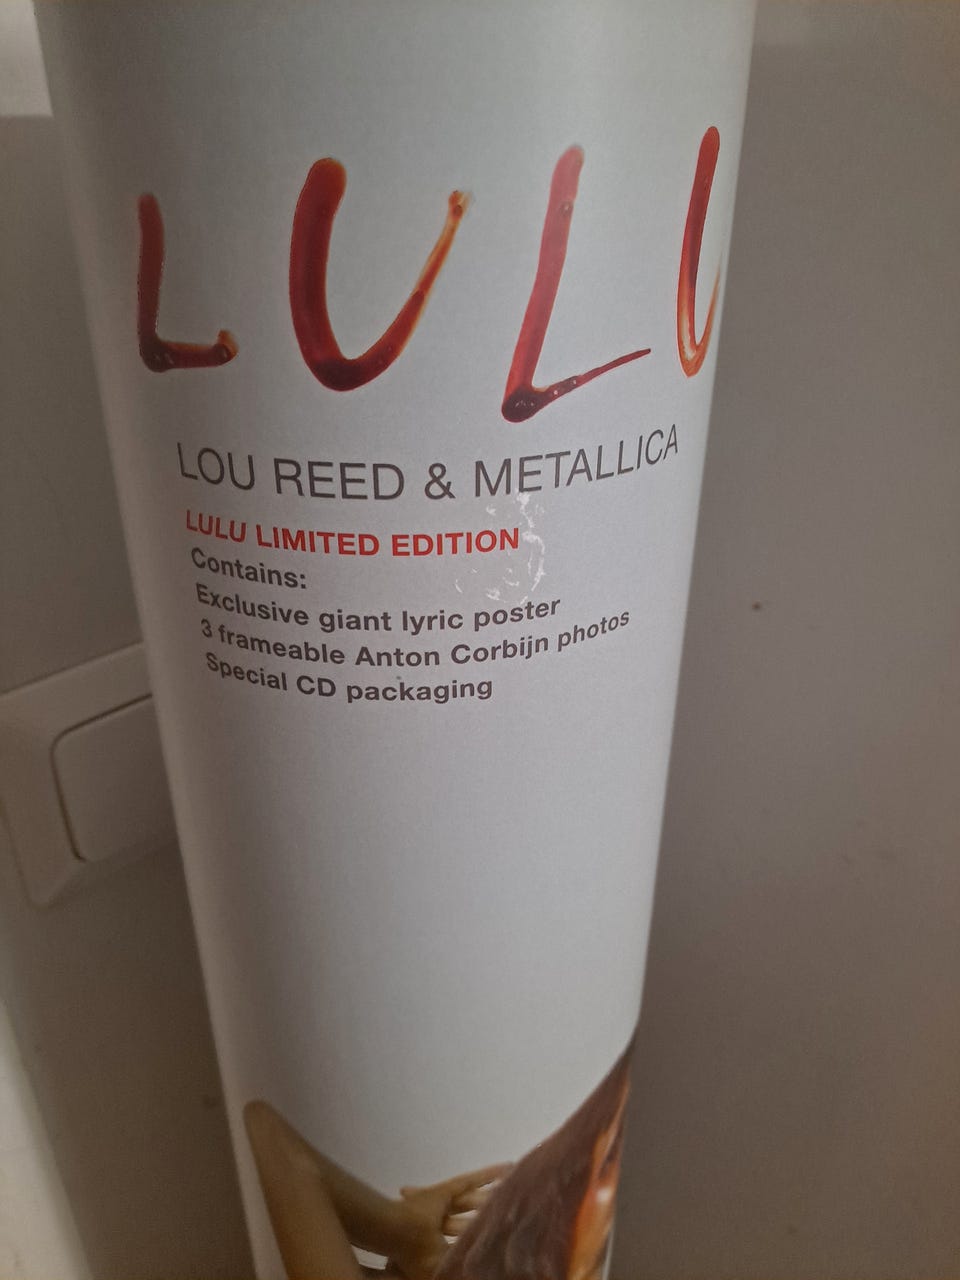 LULU
LOU REED & METALLICA
LULU LIMITED EDITION
Contains:
Exclusive giant lyric poster
3 frameable Anton Corbijn photos
Special CD packaging